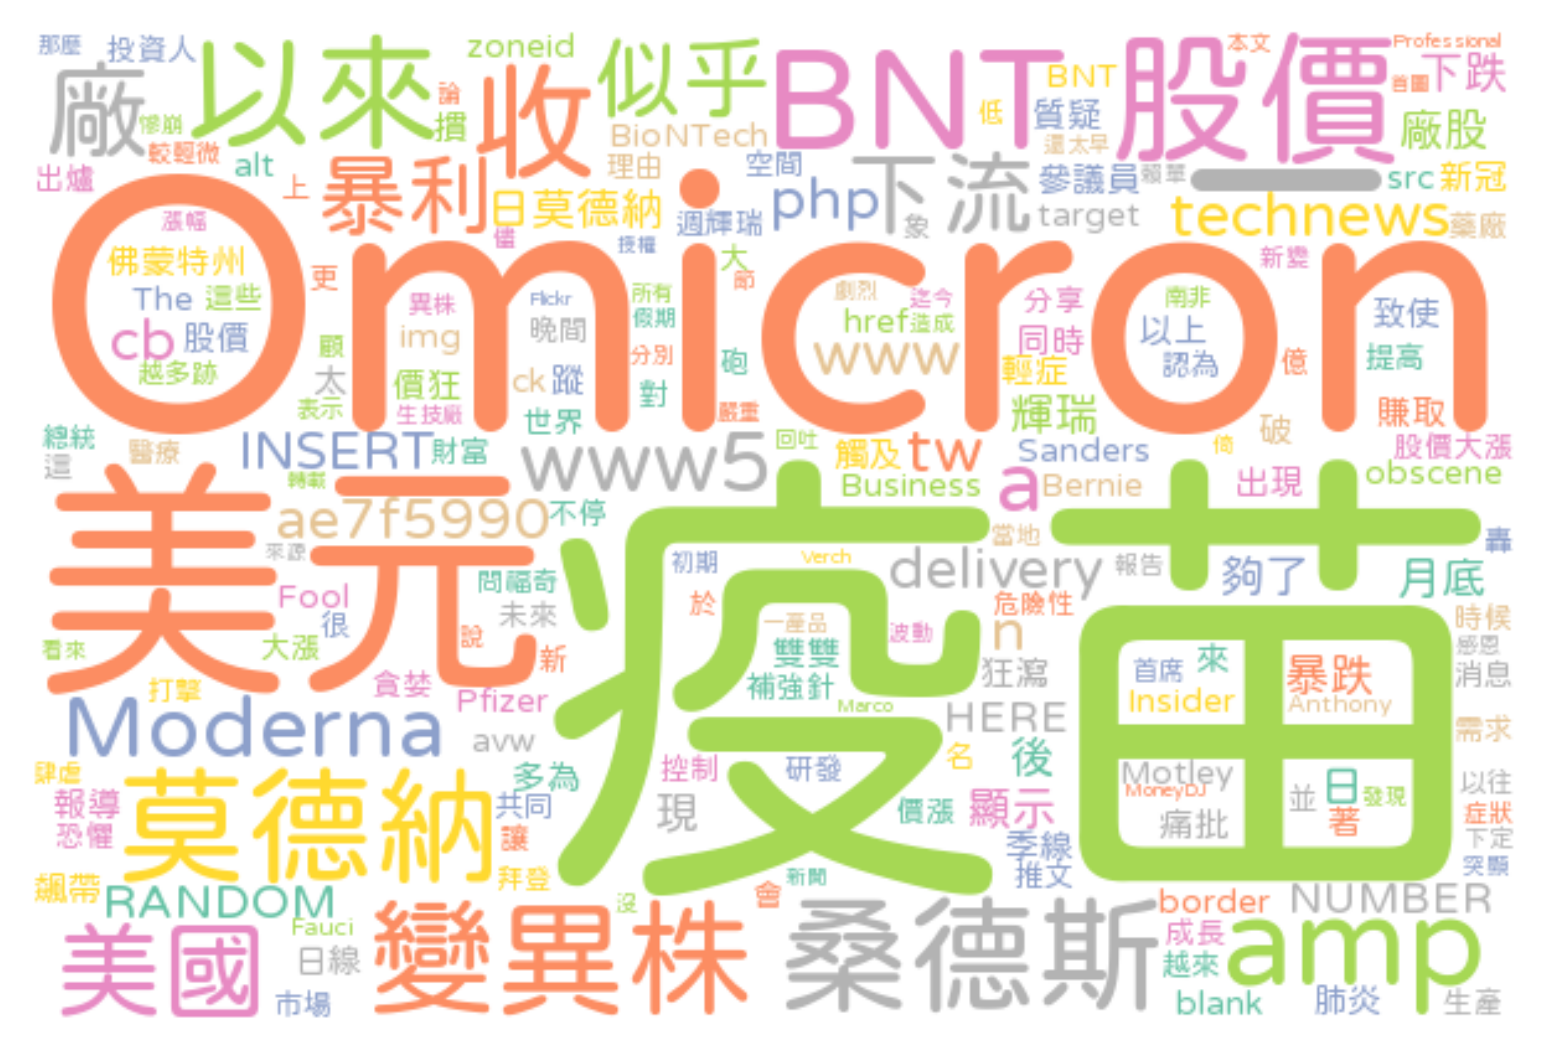 那麼 投資人 以來 zoneid 似乎 BNT 股價 本文 Professional
廠 慘崩 論 摜 收 BioNTech BNT 低 質疑 首圖 下跌
較輕微 alt 理由 空間 還太早 廠股
出爐 上 暴利 日莫德納 週輝瑞 php 下流 參議員 賴單 src 新冠
漲幅 儘 授權 象 target technews 藥廠
Omicron
佛蒙特州 更 大 節 新變
The 這些 異株 Flickr 所有 劇烈 迄今 分享 南非 致使
cb 股價 img 晚間 假期 href 造成 同時 以上
越多跡 顧 太 價狂 ck 蹤 分別 砲 www 輕症 認為 億 提高
表示 生技廠 世界 對 嚴重 輝瑞 賺取
總統 醫療 INSERT 財富 www5 回吐 觸及 tw Sanders 倚 破 股價大漲
這 轉載 Business a Bernie 出現 obscene
美元 ae7f5990 不停 疫苗
來源 初期 Verch delivery 當地 報告 夠了 月底 轟
Fool 很 問福奇 未來 於 危險性 時候
看來 大漲 說 新 一產品 波動 n 感恩
打擊 貪婪 Pfizer 雙雙 補強針 狂瀉 首席 來 暴跌 消息
Moderna avw Marco HERE Insider Anthony 需求
肆虐 莫德納 多為 控制 研發 名 後 Motley MoneyDJ 日 以往
報導 恐懼 共同 讓 現 價漲 顯示 痛批 並 著 發現 症狀
飆帶 拜登 新聞 季線 推文 下定 突顯
RANDOM 沒 會 border NUMBER
美國 Fauci 日線 變異株 桑德斯 成長 amp
市場 越來 blank 肺炎 生產